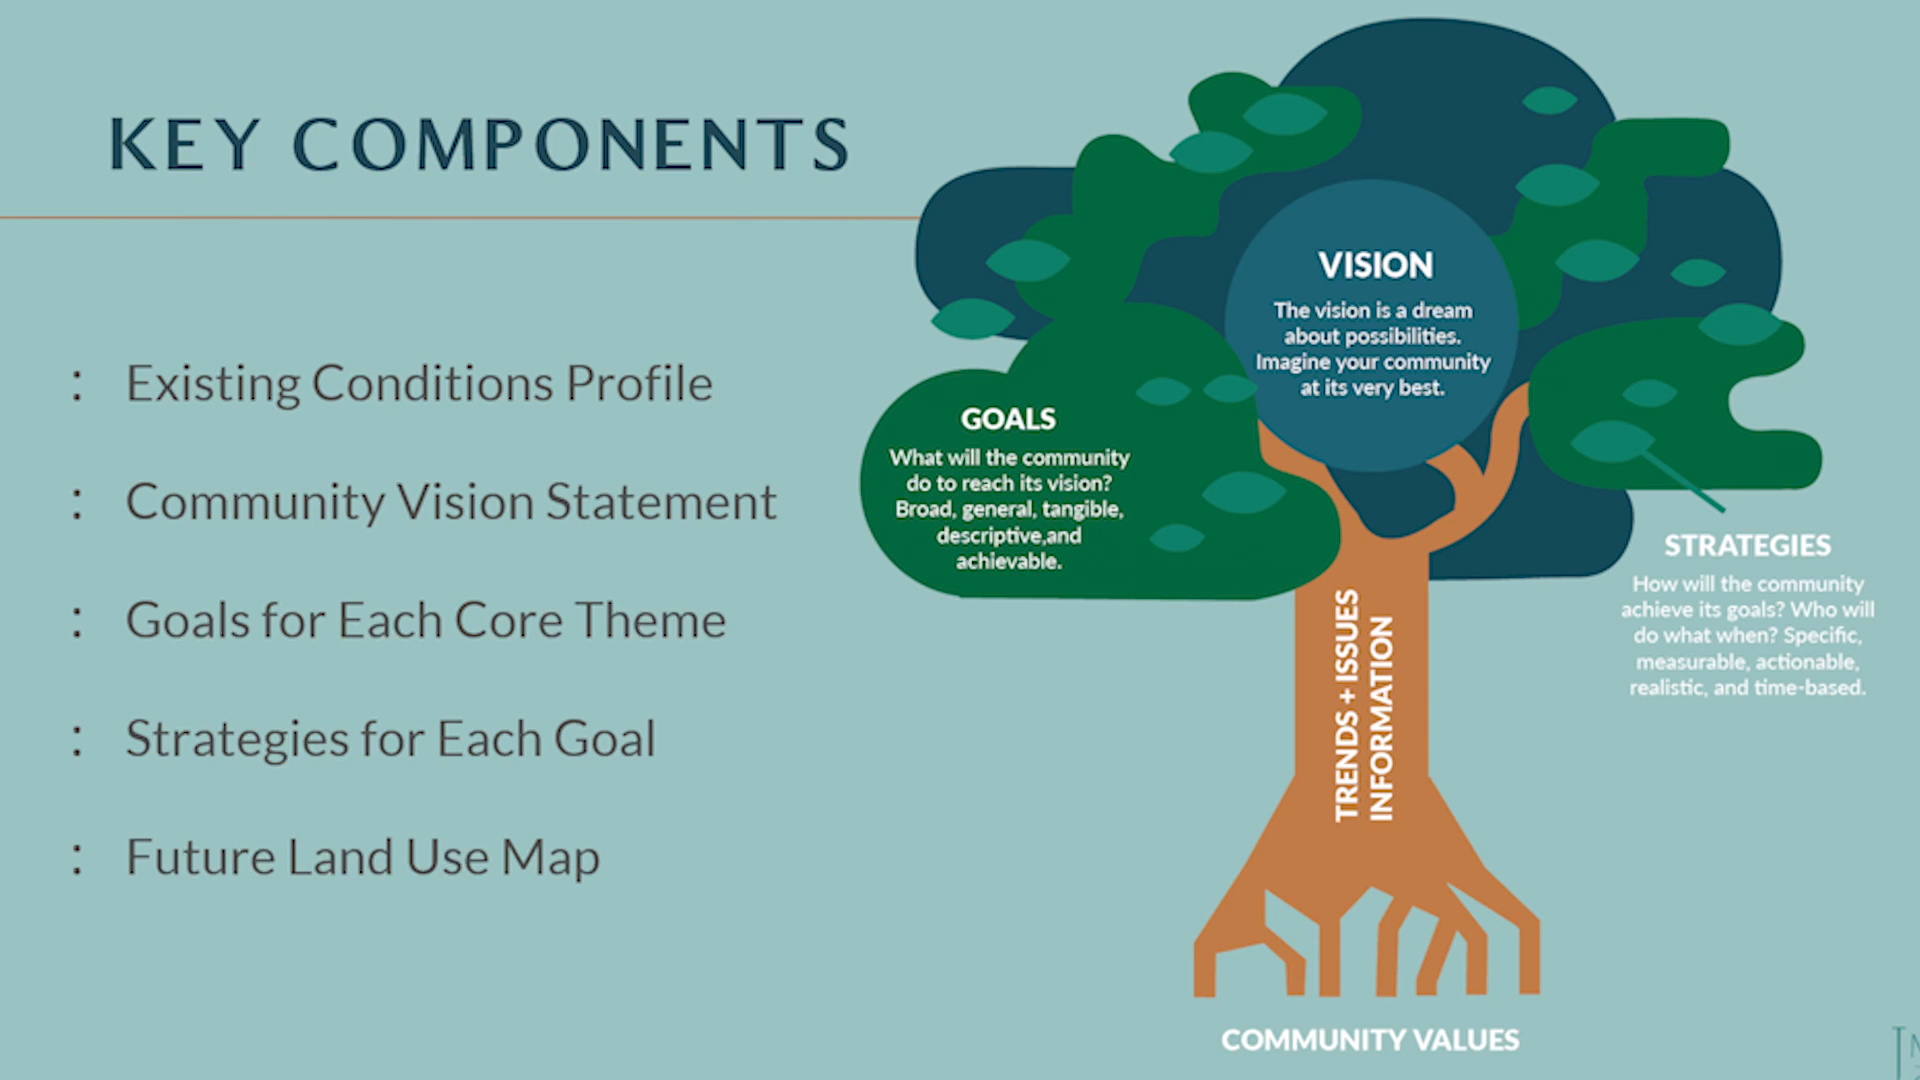 KEY COMPONENTS
: Existing Conditions Profile
: Community Vision Statement
: Goals for Each Core Theme
: Strategies for Each Goal
: Future Land Use Map
VISION
The vision is a dream
about possibilities.
Imagine your community
at its very best.
GOALS
What will the community
do to reach its vision?
Broad, general, tangible,
descriptive,and
achievable.
STRATEGIES
How will the community
achieve its goals? Who will
do what when? Specific,
measurable, actionable,
realistic, and time-based.
TRENDS + ISSUES
INFORMATION
COMMUNITY VALUES